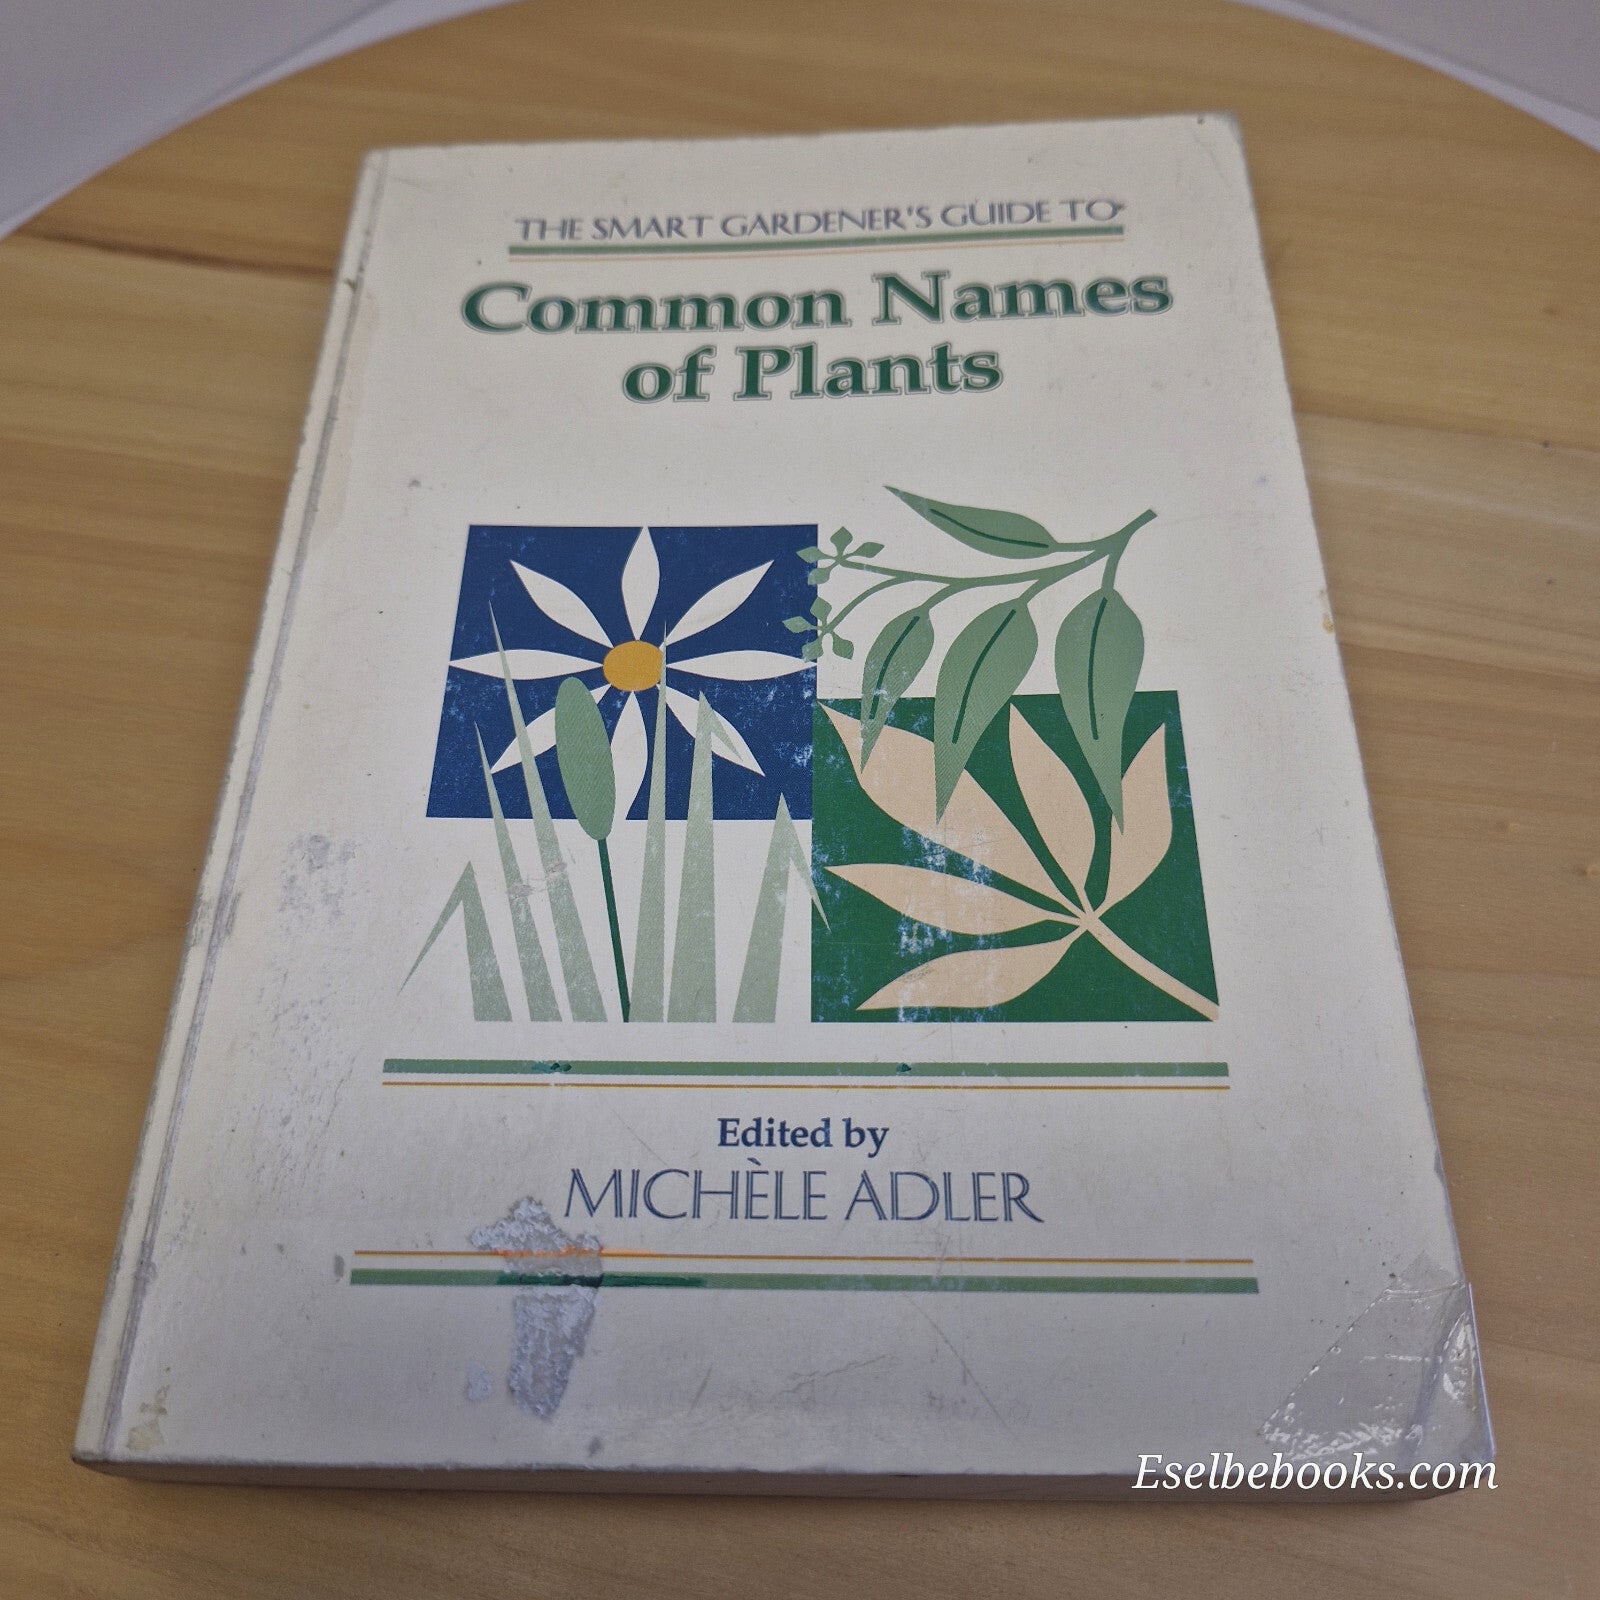 THE SMART GARDENER'S GUIDE TO
Common Names
of Plants
Edited by
MICHÈLE ADLER
Eselbebooks.com